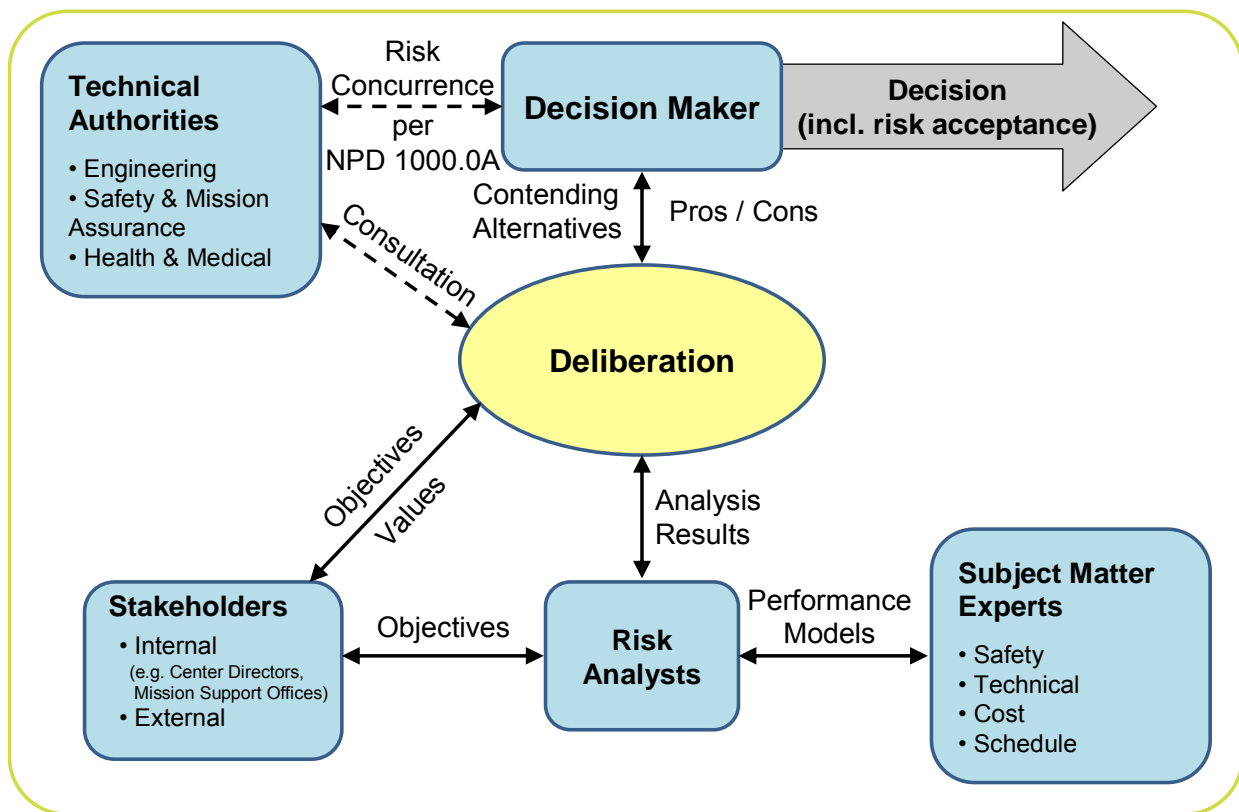 Technical
Authorities
• Engineering
• Safety & Mission
Assurance
• Health & Medical
Risk
Concurrence
per
NPD 1000.0A
Decision Maker
Decision
(incl. risk acceptance)
Contending
Alternatives
Pros / Cons
Consultation
Deliberation
Objectives
Values
Analysis
Results
Stakeholders
• Internal
(e.g. Center Directors,
Mission Support Offices)
• External
Objectives
Risk
Analysts
Performance
Models
Subject Matter
Experts
• Safety
• Technical
• Cost
• Schedule